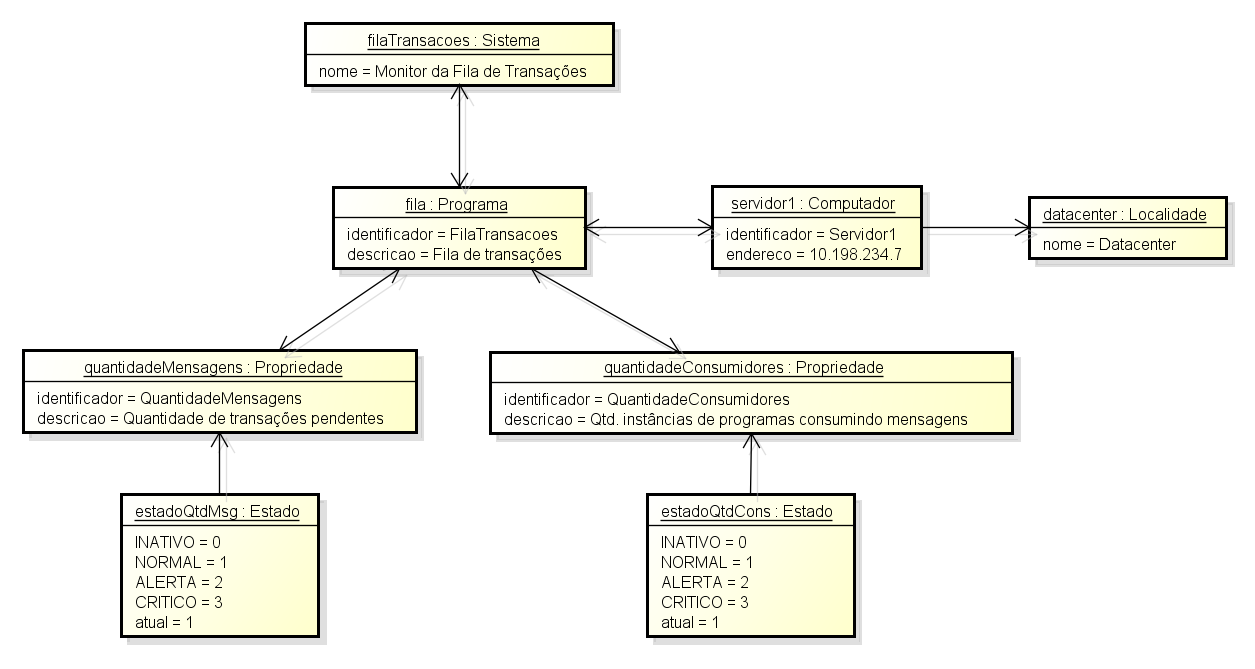 filaTransacoes : Sistema
nome = Monitor da Fila de Transações
fila : Programa
identificador = FilaTransacoes
descricao = Fila de transações
servidor1 : Computador
identificador = Servidor1
endereco = 10.198.234.7
datacenter : Localidade
nome = Datacenter
quantidadeMensagens : Propriedade
identificador = QuantidadeMensagens
descricao = Quantidade de transações pendentes
quantidadeConsumidores : Propriedade
identificador = QuantidadeConsumidores
descricao = Qtd. instâncias de programas consumindo mensagens
estadoQtdMsg : Estado
INATIVO = 0
NORMAL = 1
ALERTA = 2
CRITICO = 3
atual = 1
estadoQtdCons : Estado
INATIVO = 0
NORMAL = 1
ALERTA = 2
CRITICO = 3
atual = 1